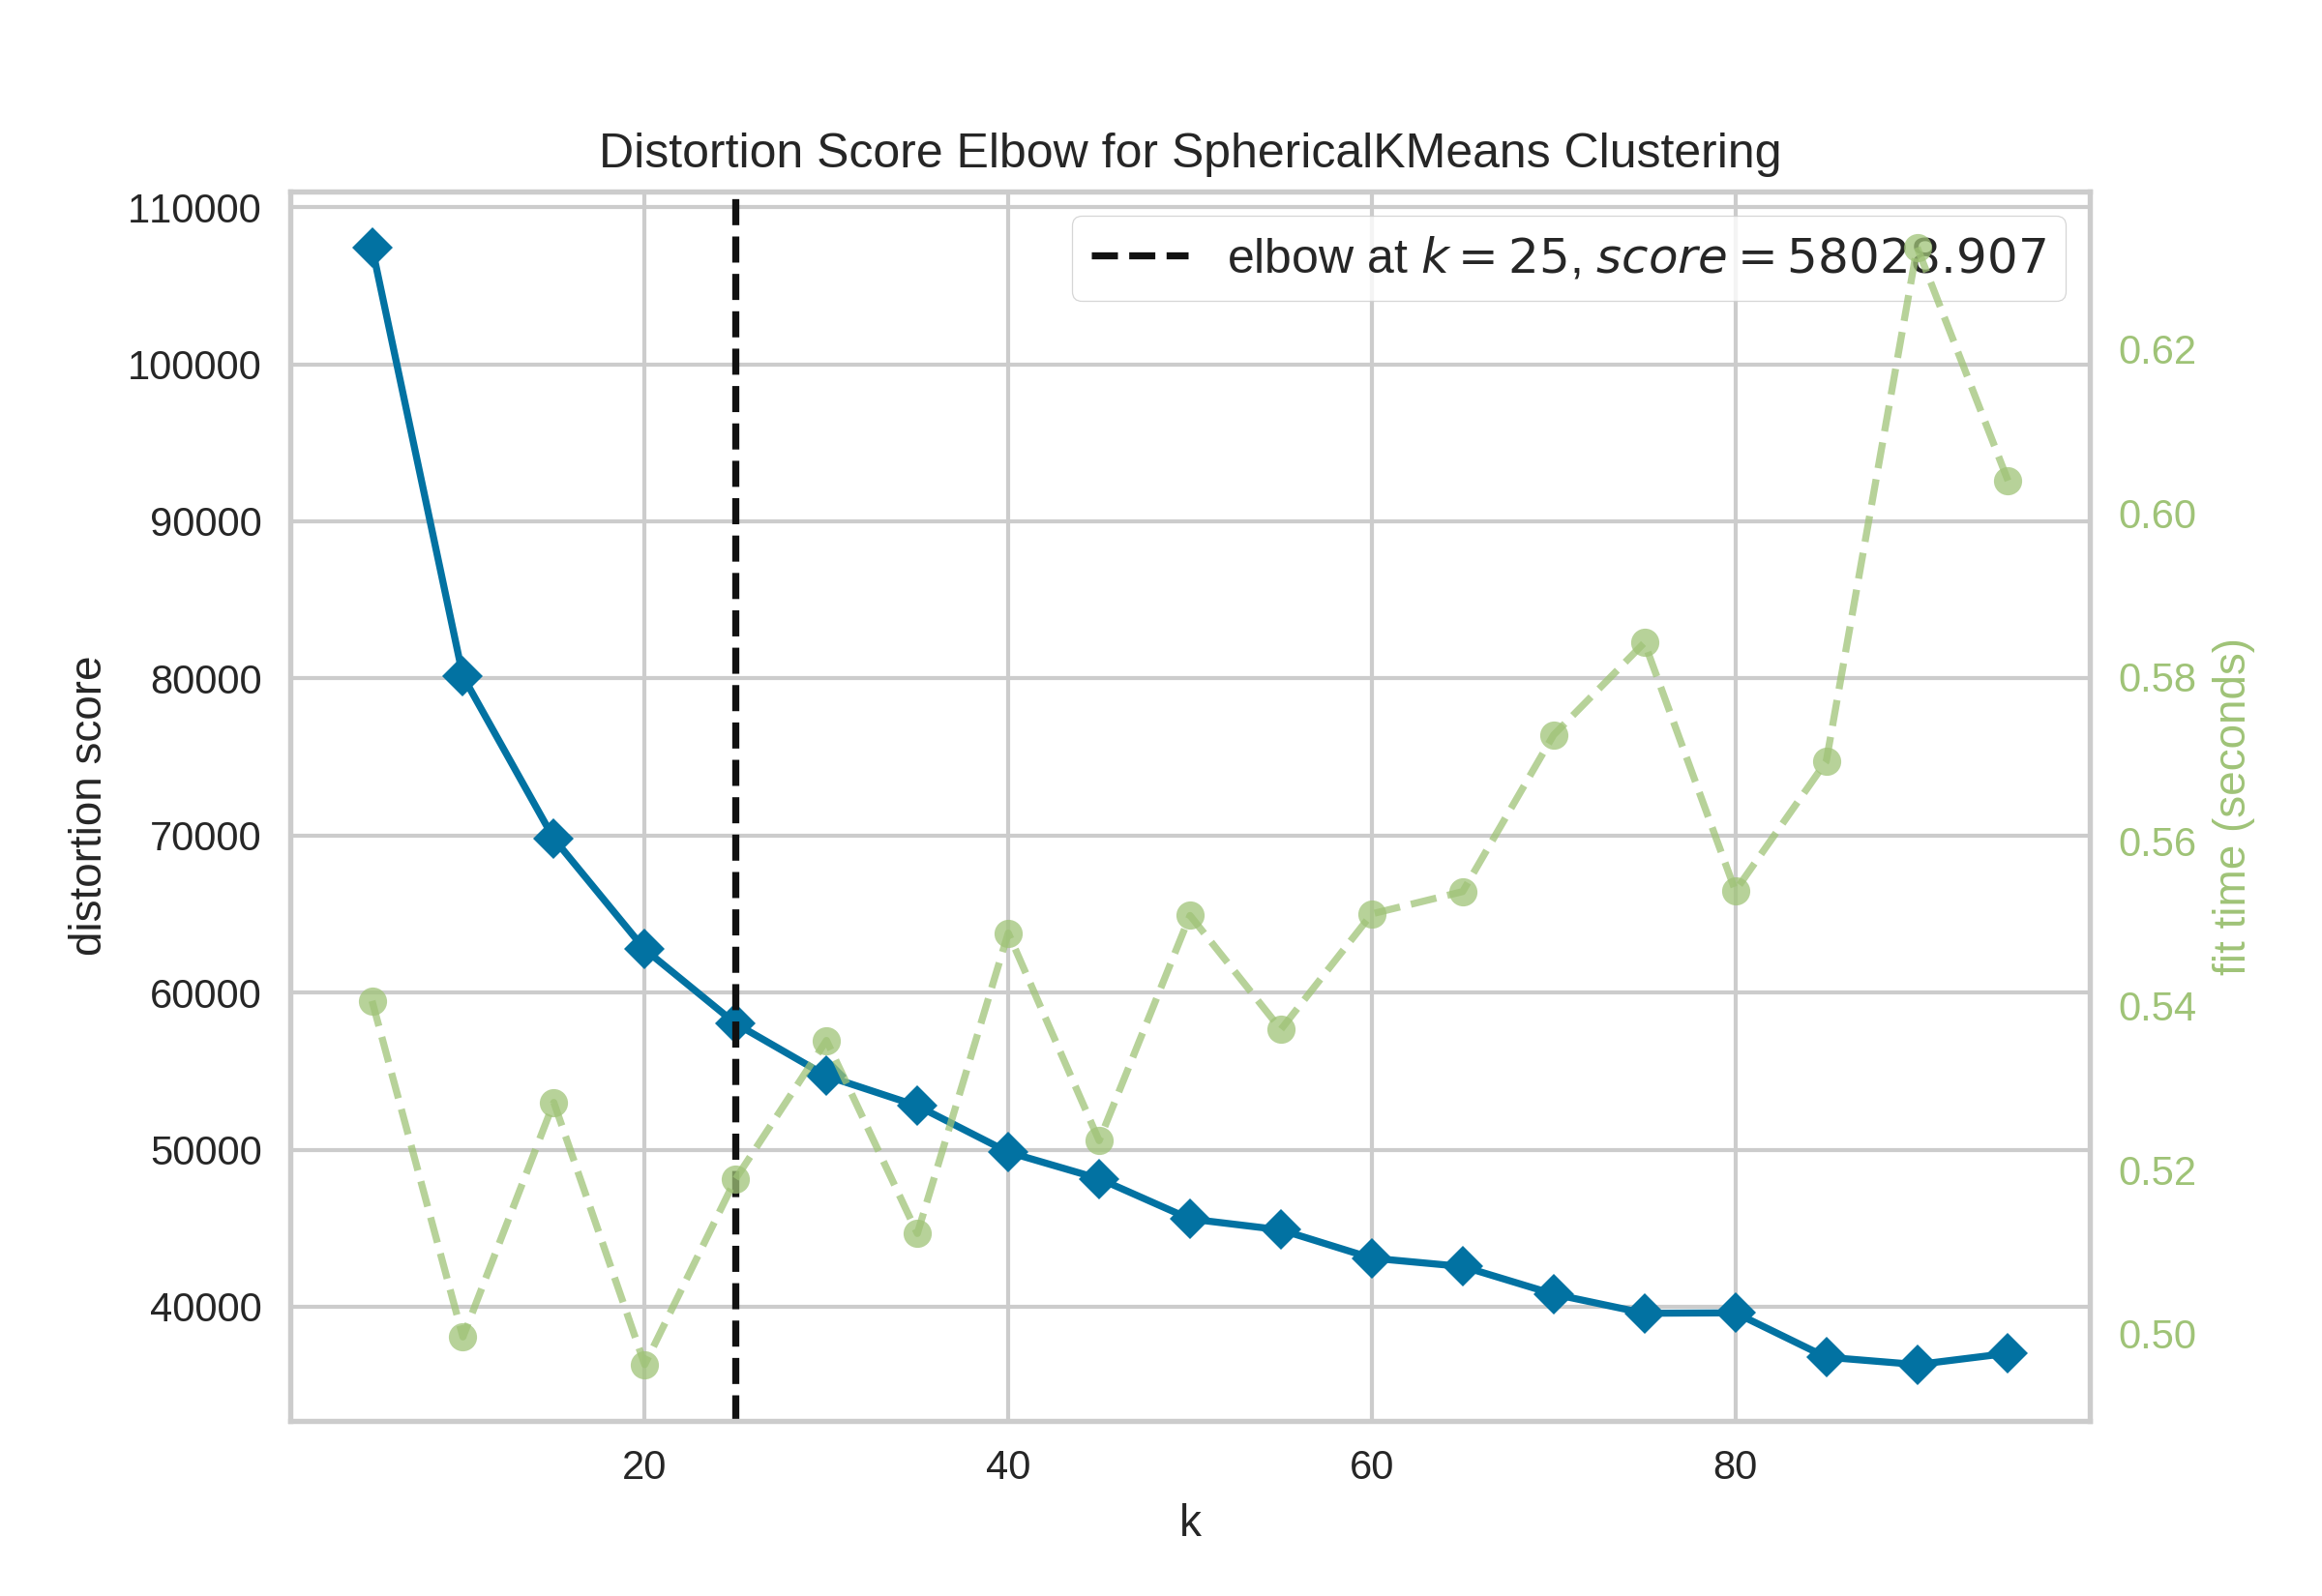 Distortion Score Elbow for SphericalKMeans Clustering
elbow at k = 25, score = 58028.907
110000
100000
90000
80000
70000
60000
50000
40000
distortion score
0.62
0.60
0.58
0.56
0.54
0.52
0.50
fit time (seconds)
20 40 60 80
k